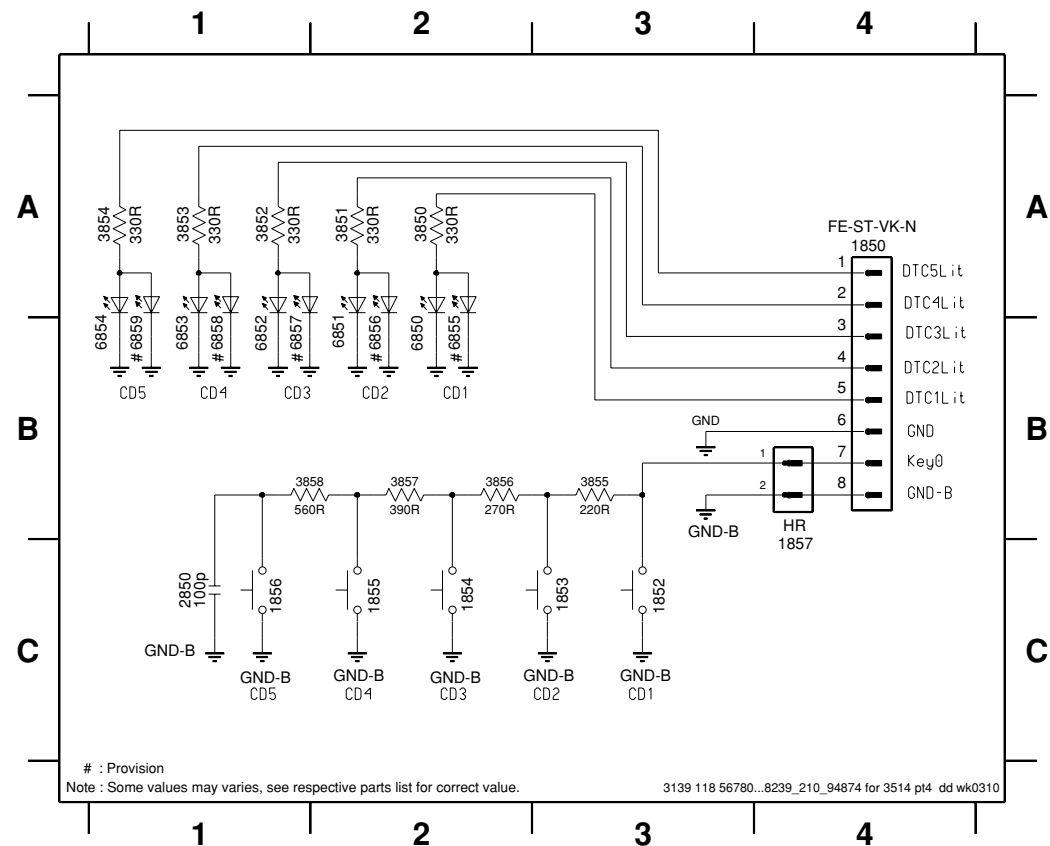 1 2 3 4
A A
3854 330R 3853 330R 3852 330R 3851 330R 3850 330R
FE-ST-VK-N
1850
1 DTC5Lit
2 DTC4Lit
3 DTC3Lit
4 DTC2Lit
5 DTC1Lit
6 GND
7 Key0
8 GND-B
6854 # 6859 6853 # 6858 6852 # 6857 6851 # 6856 6850 # 6855
CD5 CD4 CD3 CD2 CD1
B B
GND
1
2
GND-B
HR
1857
3858 3857 3856 3855
560R 390R 270R 220R
2850 100p 1856 1855 1854 1853 1852
C C
GND-B GND-B GND-B GND-B GND-B GND-B
CD5 CD4 CD3 CD2 CD1
# : Provision
Note : Some values may varies, see respective parts list for correct value.
3139 118 56780...8239_210_94874 for 3514 pt4 dd wk0310
1 2 3 4